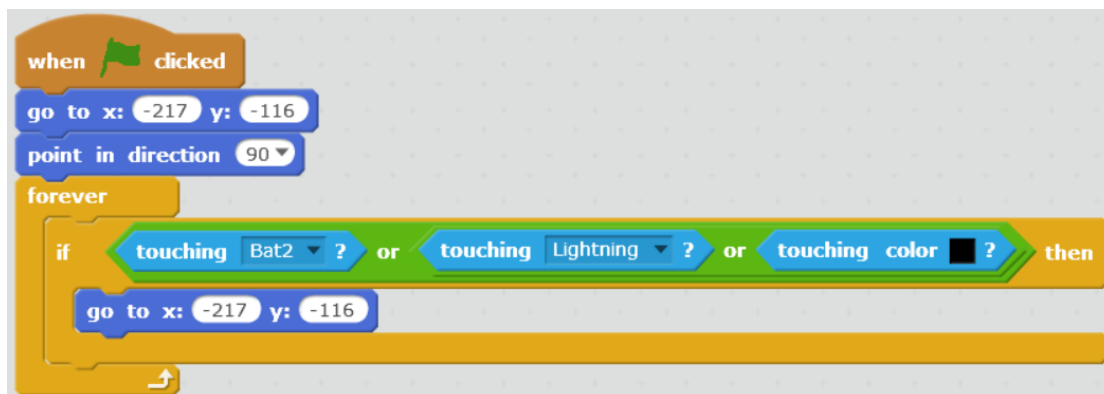 when clicked
go to x: -217 y: -116
point in direction 90
forever
if touching Bat2 ? or touching Lightning ? or touching color ? then
go to x: -217 y: -116